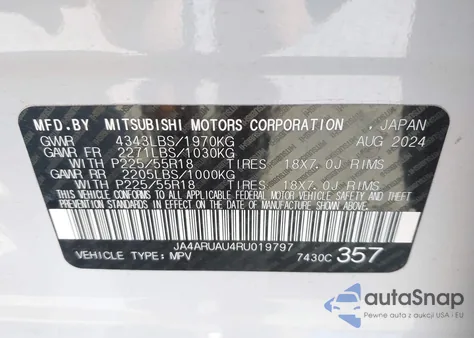 MFD.BY MITSUBISHI MOTORS CORPORATION , JAPAN
GVWR 4343LBS/1970KG AUG 2024
GAWR FR 2271LBS/1030KG
WITH P225/55R18 TIRES 18X7.0J RIMS
GAWR RR 2205LBS/1000KG
WITH P225/55R18 TIRES 18X7.0J RIMS
THIS VEHICLE CONFORMS TO ALL APPLICABLE FEDERAL
MOTOR VEHICLE SAFETY AND THEFT PREVENTION
STANDARDS IN EFFECT ON THE DATE OF MANUFACTURE
SHOWN ABOVE.
JA4ARUAU4RU019797
VEHICLE TYPE: MPV 7430C 357
autoSnap
Pewne auta z aukcji USA i EU